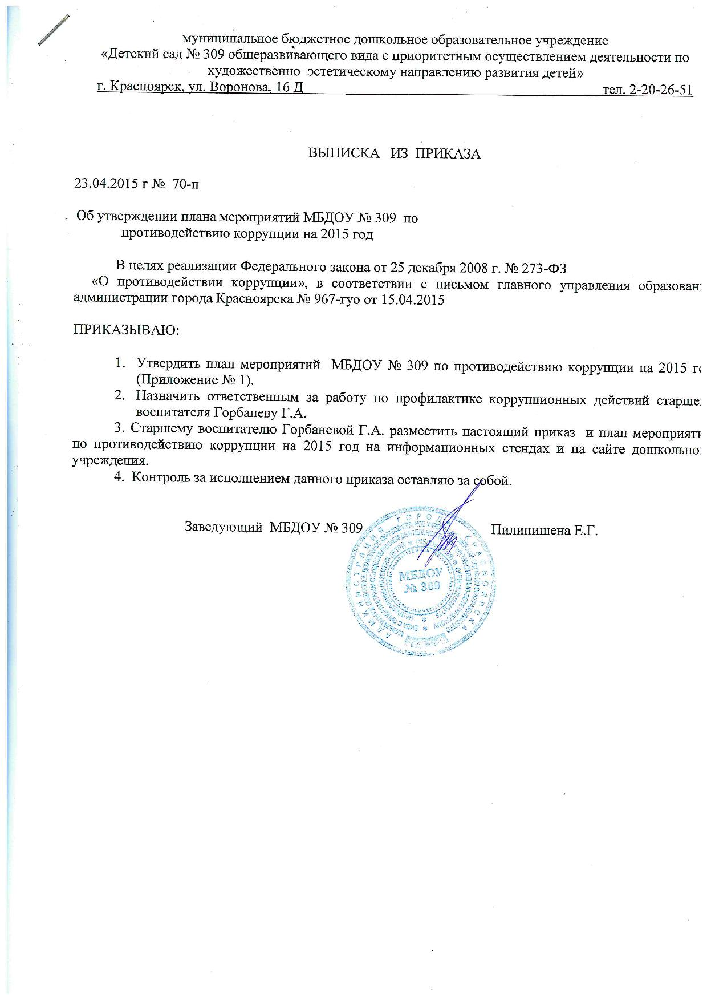 муниципальное бюджетное дошкольное образовательное учреждение
«Детский сад № 309 общеразвивающего вида с приоритетным осуществлением деятельности по
художественно–эстетическому направлению развития детей»
г. Красноярск, ул. Воронова, 16 Д тел. 2-20-26-51
ВЫПИСКА ИЗ ПРИКАЗА
23.04.2015 г № 70-п
Об утверждении плана мероприятий МБДОУ № 309 по
противодействию коррупции на 2015 год
В целях реализации Федерального закона от 25 декабря 2008 г. № 273-ФЗ
«О противодействии коррупции», в соответствии с письмом главного управления образован
администрации города Красноярска № 967-гуо от 15.04.2015
ПРИКАЗЫВАЮ:
1. Утвердить план мероприятий МБДОУ № 309 по противодействию коррупции на 2015 го
(Приложение № 1).
2. Назначить ответственным за работу по профилактике коррупционных действий старше
воспитателя Горбаневу Г.А.
3. Старшему воспитателю Горбаневой Г.А. разместить настоящий приказ и план мероприяти
по противодействию коррупции на 2015 год на информационных стендах и на сайте дошкольно
учреждения.
4. Контроль за исполнением данного приказа оставляю за собой.
Заведующий МБДОУ № 309 Пилипишена Е.Г.
АДМИНИСТРАЦИЯ ГОРОДА КРАСНОЯРСКА
МБДОУ
№ 309